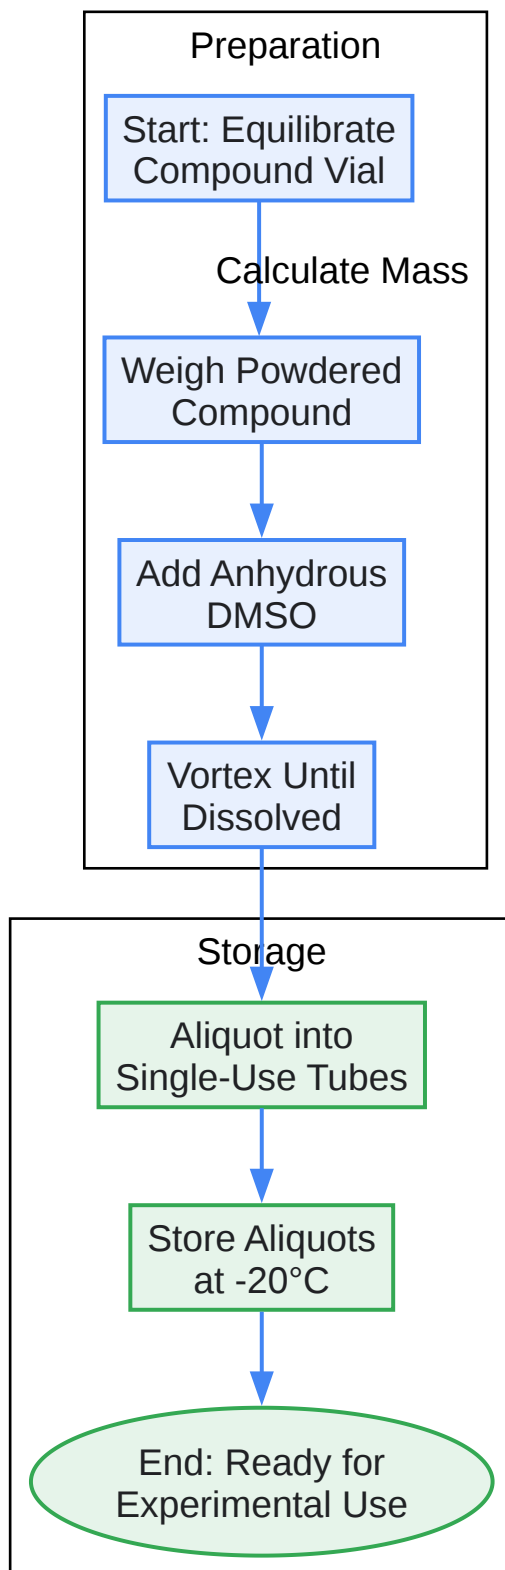 Preparation
Start: Equilibrate
Compound Vial
Calculate Mass
Weigh Powdered
Compound
Add Anhydrous
DMSO
Vortex Until
Dissolved
Storage
Aliquot into
Single-Use Tubes
Store Aliquots
at -20°C
End: Ready for
Experimental Use